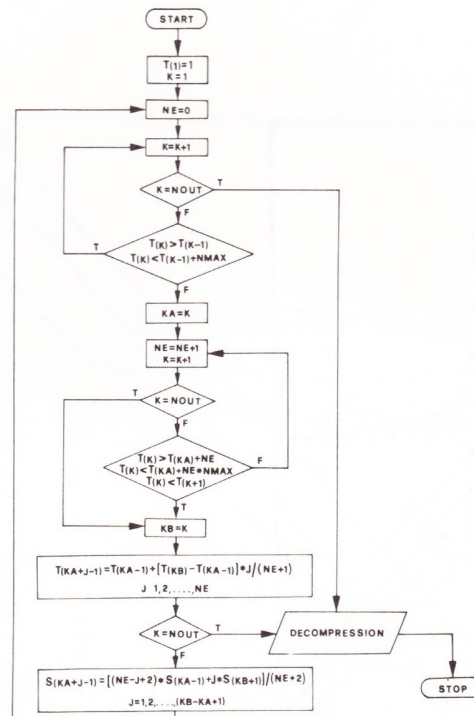 START
T(1)=1
K=1
NE=0
K=K+1
K=NOUT
T
F
T(K)>T(K-1)
T(K)<T(K-1)+NMAX
T
F
KA=K
NE=NE+1
K=K+1
T
K=NOUT
F
T(K)>T(KA)+NE
T(K)<T(KA)+NE*NMAX
T(K)<T(K+1)
F
T
KB=K
T(KA+J-1)=T(KA-1)+[T(KB)-T(KA-1)]*J/(NE+1)
J 1,2,....,NE
K=NOUT
T
DECOMPRESSION
F
STOP
S(KA+J-1)=[(NE-J+2)*S(KA-1)+J*S(KB+1)]/(NE+2)
J=1,2,....,(KB-KA+1)